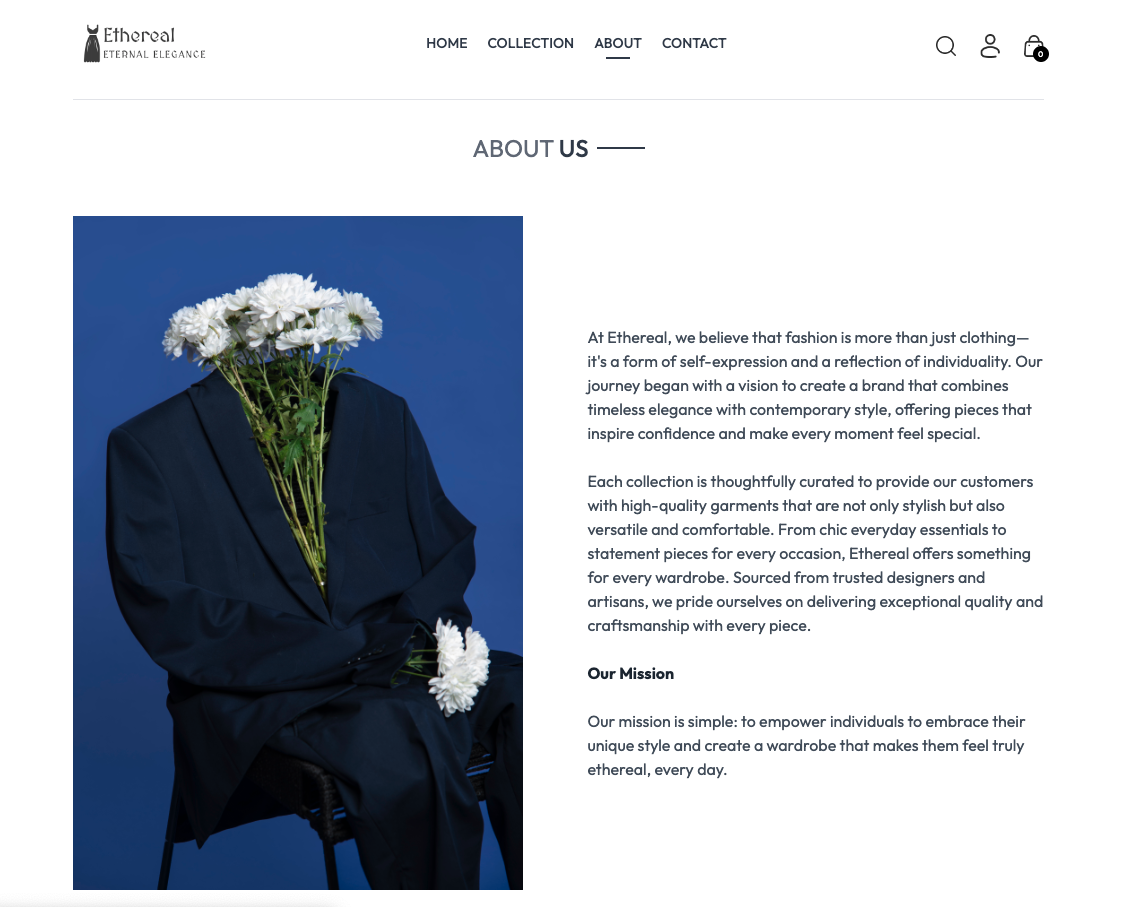 Ethereal
ETERNAL ELEGANCE
HOME COLLECTION ABOUT CONTACT
0
ABOUT US
At Ethereal, we believe that fashion is more than just clothing—
it's a form of self-expression and a reflection of individuality. Our
journey began with a vision to create a brand that combines
timeless elegance with contemporary style, offering pieces that
inspire confidence and make every moment feel special.
Each collection is thoughtfully curated to provide our customers
with high-quality garments that are not only stylish but also
versatile and comfortable. From chic everyday essentials to
statement pieces for every occasion, Ethereal offers something
for every wardrobe. Sourced from trusted designers and
artisans, we pride ourselves on delivering exceptional quality and
craftsmanship with every piece.
Our Mission
Our mission is simple: to empower individuals to embrace their
unique style and create a wardrobe that makes them feel truly
ethereal, every day.